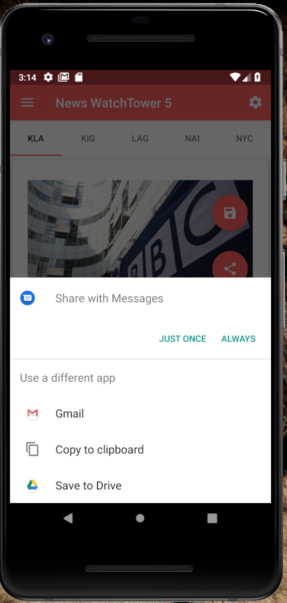 3:14
News WatchTower 5
KLA KIG LAG NAI NYC
BBC
Share with Messages
JUST ONCE ALWAYS
Use a different app
Gmail
Copy to clipboard
Save to Drive